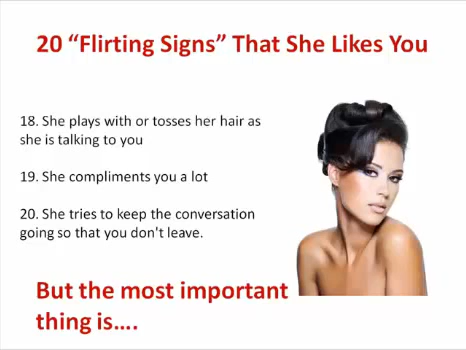 20 “Flirting Signs” That She Likes You
18. She plays with or tosses her hair as
she is talking to you
19. She compliments you a lot
20. She tries to keep the conversation
going so that you don't leave.
But the most important
thing is….